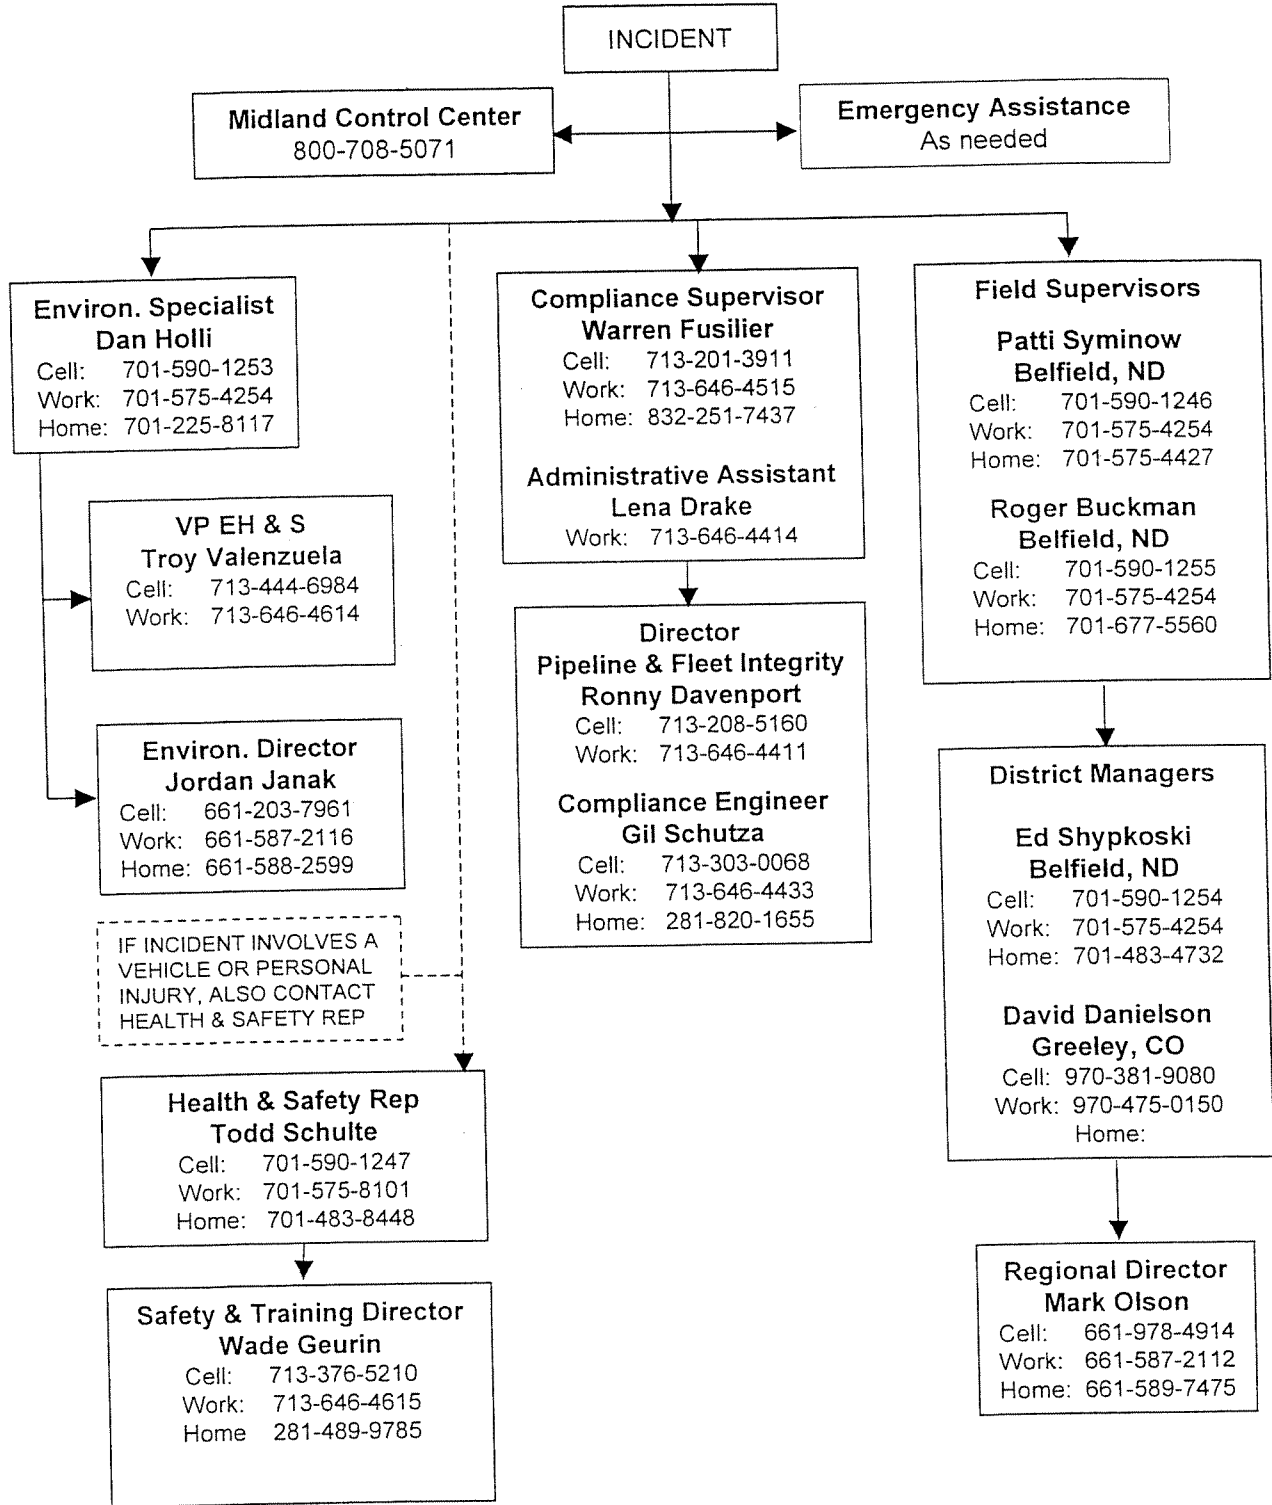 INCIDENT
Midland Control Center
800-708-5071
Emergency Assistance
As needed
Environ. Specialist
Dan Holli
Cell: 701-590-1253
Work: 701-575-4254
Home: 701-225-8117
VP EH & S
Troy Valenzuela
Cell: 713-444-6984
Work: 713-646-4614
Environ. Director
Jordan Janak
Cell: 661-203-7961
Work: 661-587-2116
Home: 661-588-2599
IF INCIDENT INVOLVES A
VEHICLE OR PERSONAL
INJURY, ALSO CONTACT
HEALTH & SAFETY REP
Health & Safety Rep
Todd Schulte
Cell: 701-590-1247
Work: 701-575-8101
Home: 701-483-8448
Safety & Training Director
Wade Geurin
Cell: 713-376-5210
Work: 713-646-4615
Home 281-489-9785
Compliance Supervisor
Warren Fusilier
Cell: 713-201-3911
Work: 713-646-4515
Home: 832-251-7437
Administrative Assistant
Lena Drake
Work: 713-646-4414
Director
Pipeline & Fleet Integrity
Ronny Davenport
Cell: 713-208-5160
Work: 713-646-4411
Compliance Engineer
Gil Schutza
Cell: 713-303-0068
Work: 713-646-4433
Home: 281-820-1655
Field Supervisors
Patti Syminow
Belfield, ND
Cell: 701-590-1246
Work: 701-575-4254
Home: 701-575-4427
Roger Buckman
Belfield, ND
Cell: 701-590-1255
Work: 701-575-4254
Home: 701-677-5560
District Managers
Ed Shypkoski
Belfield, ND
Cell: 701-590-1254
Work: 701-575-4254
Home: 701-483-4732
David Danielson
Greeley, CO
Cell: 970-381-9080
Work: 970-475-0150
Home:
Regional Director
Mark Olson
Cell: 661-978-4914
Work: 661-587-2112
Home: 661-589-7475